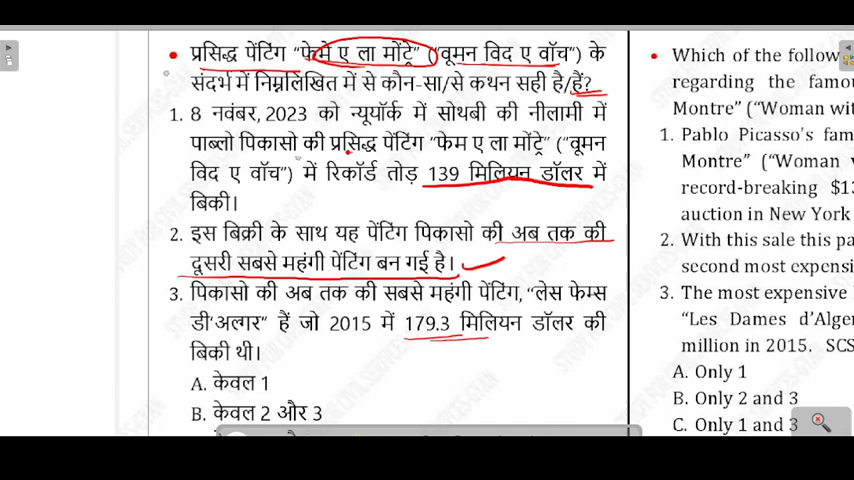 प्रसिद्ध पेंटिंग “फेमे ए ला मोंट्रे” (“वूमन विद ए वॉच”) के
संदर्भ में निम्नलिखित में से कौन-सा/से कथन सही है/हैं?
1. 8 नवंबर, 2023 को न्यूयॉर्क में सोथबी की नीलामी में
पाब्लो पिकासो की प्रसिद्ध पेंटिंग “फेम ए ला मोंट्रे” (“वूमन
विद ए वॉच”) में रिकॉर्ड तोड़ 139 मिलियन डॉलर में
बिकी।
2. इस बिक्री के साथ यह पेंटिंग पिकासो की अब तक की
दूसरी सबसे महंगी पेंटिंग बन गई है।
3. पिकासो की अब तक की सबसे महंगी पेंटिंग, “लेस फेम्स
डी’अल्गर” हैं जो 2015 में 179.3 मिलियन डॉलर की
बिकी थी।
A. केवल 1
B. केवल 2 और 3
Which of the follow
regarding the famou
Montre” (“Woman wit
1. Pablo Picasso's fam
Montre” (“Woman
record-breaking $13
auction in New York
2. With this sale this pa
second most expensi
3. The most expensive
“Les Dames d’Alger
million in 2015. SCS
A. Only 1
B. Only 2 and 3
C. Only 1 and 3